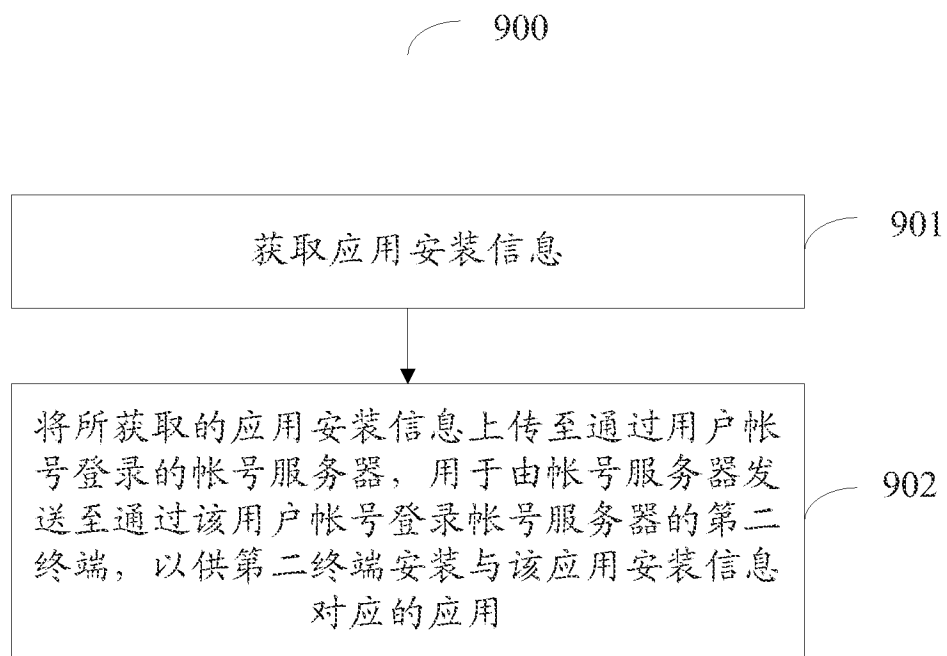 900
901
获取应用安装信息
将所获取的应用安装信息上传至通过用户帐
号登录的帐号服务器，用于由帐号服务器发
902
送至通过该用户帐号登录帐号服务器的第二
终端，以供第二终端安装与该应用安装信息
对应的应用